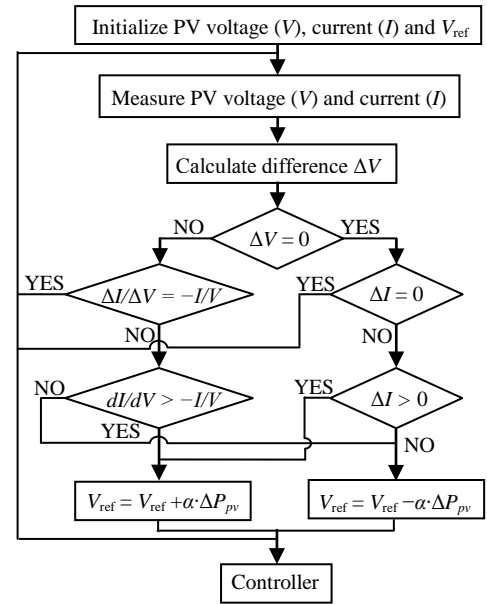 Initialize PV voltage (V), current (I) and Vref
Measure PV voltage (V) and current (I)
Calculate difference ΔV
NO
YES
ΔV = 0
YES
ΔI/ΔV = −I/V
YES
ΔI = 0
NO
NO
NO
dI/dV > −I/V
YES
ΔI > 0
YES
NO
Vref = Vref +α·ΔPpv
Vref = Vref −α·ΔPpv
Controller